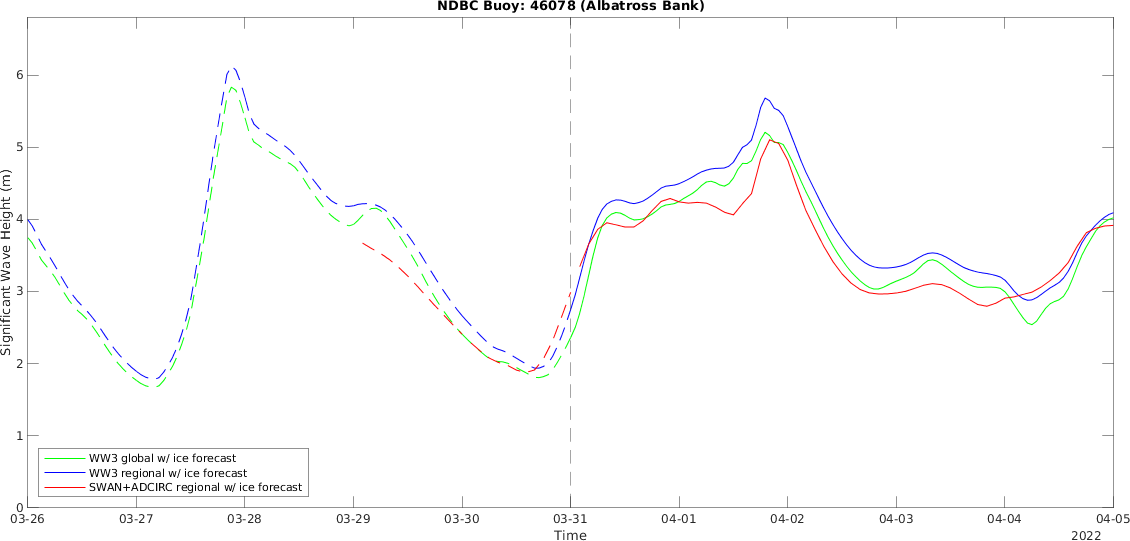 NDBC Buoy: 46078 (Albatross Bank)
Significant Wave Height (m)
6
5
4
3
2
1
0
WW3 global w/ ice forecast
WW3 regional w/ ice forecast
SWAN+ADCIRC regional w/ ice forecast
03-26 03-27 03-28 03-29 03-30 03-31 04-01 04-02 04-03 04-04 04-05
Time
2022